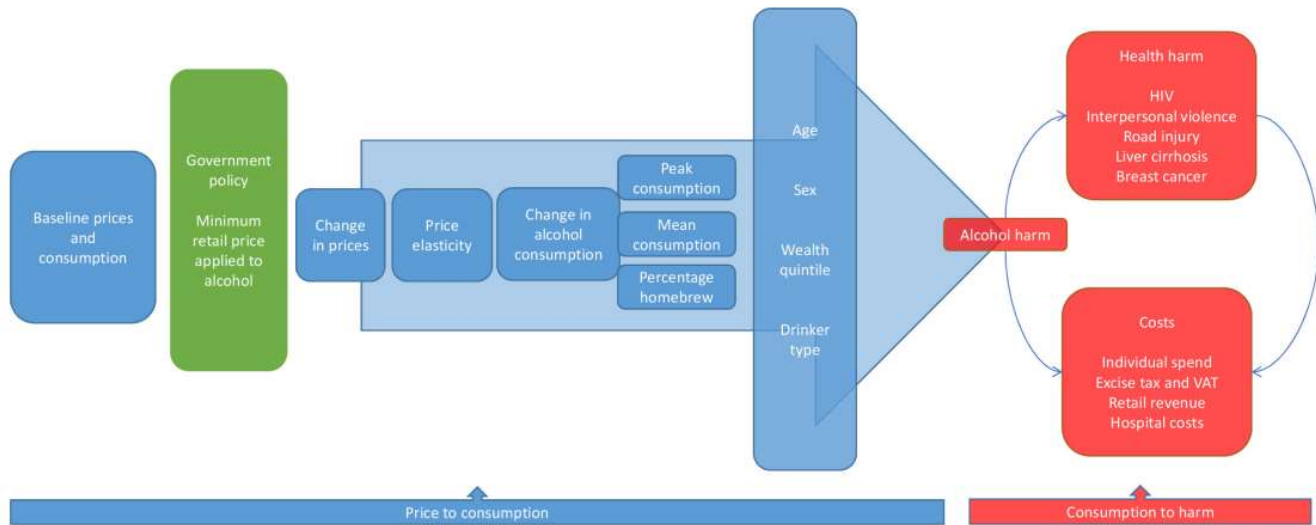 Baseline prices
and
consumption
Government
policy
Minimum
retail price
applied to
alcohol
Change
in prices
Price
elasticity
Change in
alcohol
consumption
Peak
consumption
Mean
consumption
Percentage
homebrew
Age
Sex
Wealth
quintile
Drinker
type
Alcohol harm
Health harm
HIV
Interpersonal violence
Road injury
Liver cirrhosis
Breast cancer
Costs
Individual spend
Excise tax and VAT
Retail revenue
Hospital costs
Price to consumption
Consumption to harm